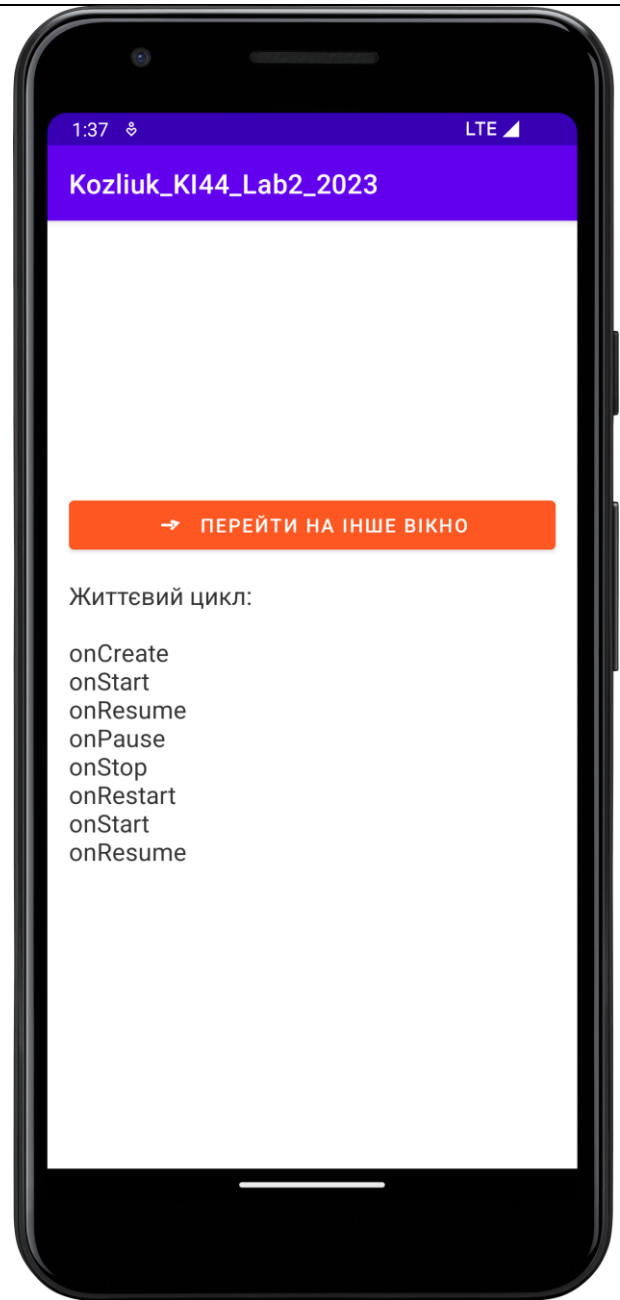 1:37
LTE
Kozliuk_KI44_Lab2_2023
ПЕРЕЙТИ НА ІНШЕ ВІКНО
Життєвий цикл:
onCreate
onStart
onResume
onPause
onStop
onRestart
onStart
onResume